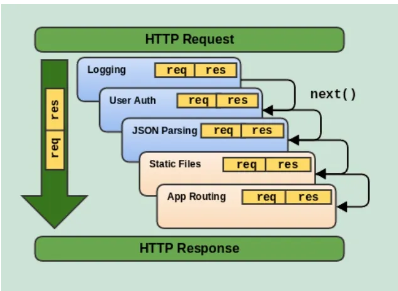 HTTP Request
Logging req res
next()
User Auth req res
JSON Parsing req res
Static Files req res
App Routing req res
req res
HTTP Response